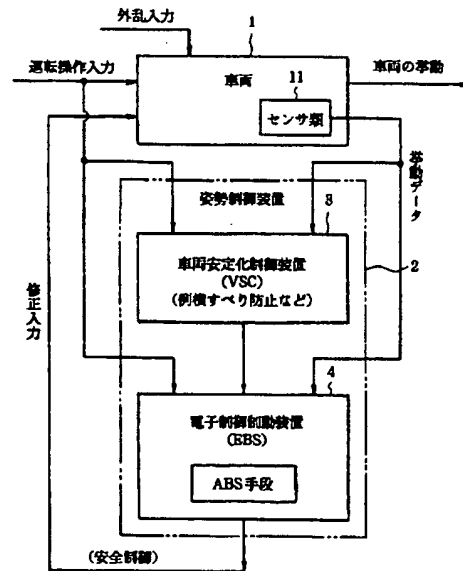 外乱入力
1
運転操作入力
車両
11
センサ類
車両の挙動
挙動データ
姿勢制御装置
3
車両安定化制御装置
(VSC)
(例横すべり防止など)
2
修正入力
4
電子制御制動装置
(EBS)
ABS手段
(安全制御)